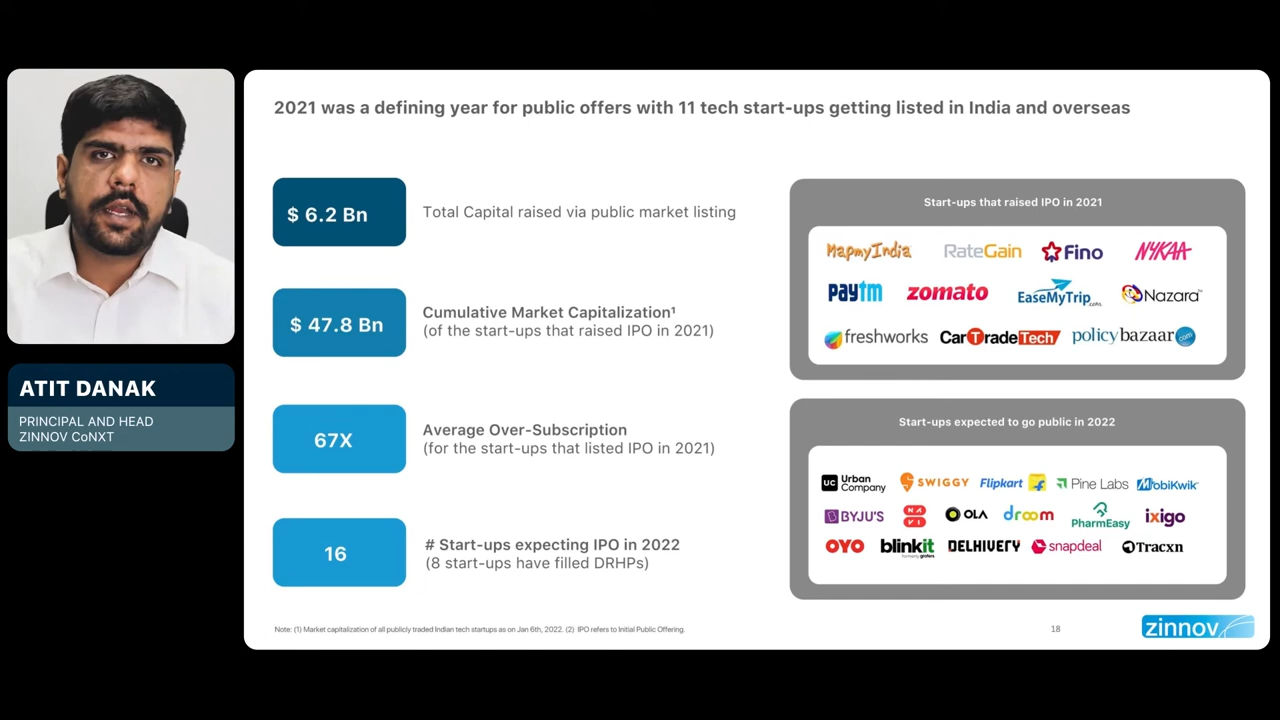 2021 was a defining year for public offers with 11 tech start-ups getting listed in India and overseas
$ 6.2 Bn
Total Capital raised via public market listing
$ 47.8 Bn
Cumulative Market Capitalization¹
(of the start-ups that raised IPO in 2021)
67X
Average Over-Subscription
(for the start-ups that listed IPO in 2021)
16
# Start-ups expecting IPO in 2022
(8 start-ups have filled DRHPs)
Start-ups that raised IPO in 2021
MapmyIndia RateGain Fino NYKAA
paytm zomato EaseMyTrip.com Nazara™
freshworks CarTradeTech policybazaar.com
Start-ups expected to go public in 2022
UC Urban Company SWIGGY Flipkart Pine Labs MobiKwik
BYJU'S NAVI OLA droom PharmEasy ixigo
OYO blinkit formerly grofers DELHIVERY snapdeal Tracxn
ATIT DANAK
PRINCIPAL AND HEAD
ZINNOV CoNXT
Note: (1) Market capitalization of all publicly traded Indian tech startups as on Jan 6th, 2022. (2) IPO refers to Initial Public Offering.
18
zinnov